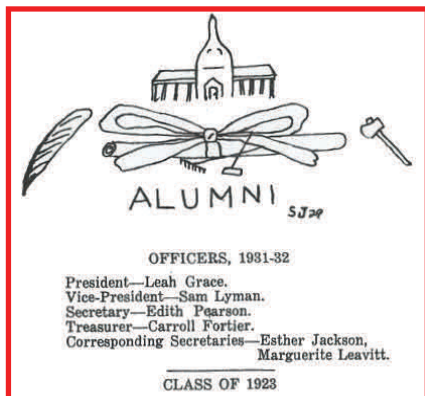 ALUMNI
SJ29
OFFICERS, 1931-32
President—Leah Grace.
Vice-President—Sam Lyman.
Secretary—Edith Pearson.
Treasurer—Carroll Fortier.
Corresponding Secretaries—Esther Jackson,
Marguerite Leavitt.
CLASS OF 1923